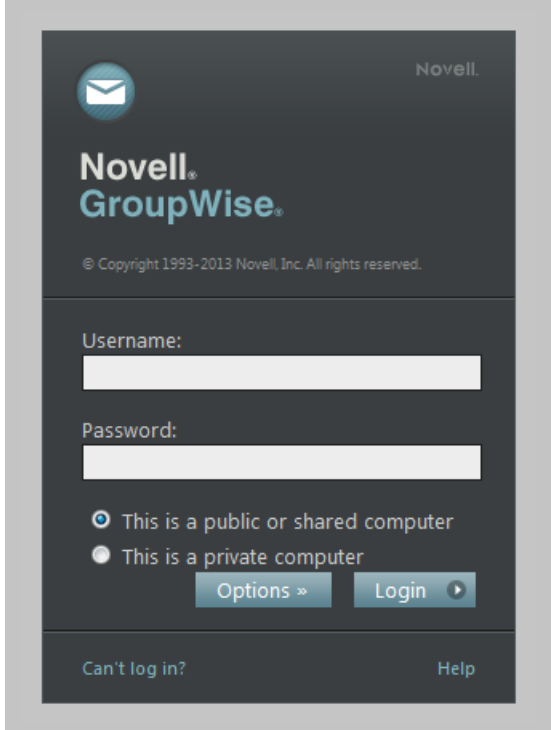 Novell.
Novell®
GroupWise®
© Copyright 1993-2013 Novell, Inc. All rights reserved.
Username:
Password:
This is a public or shared computer
This is a private computer
Options »
Login
Can't log in?
Help